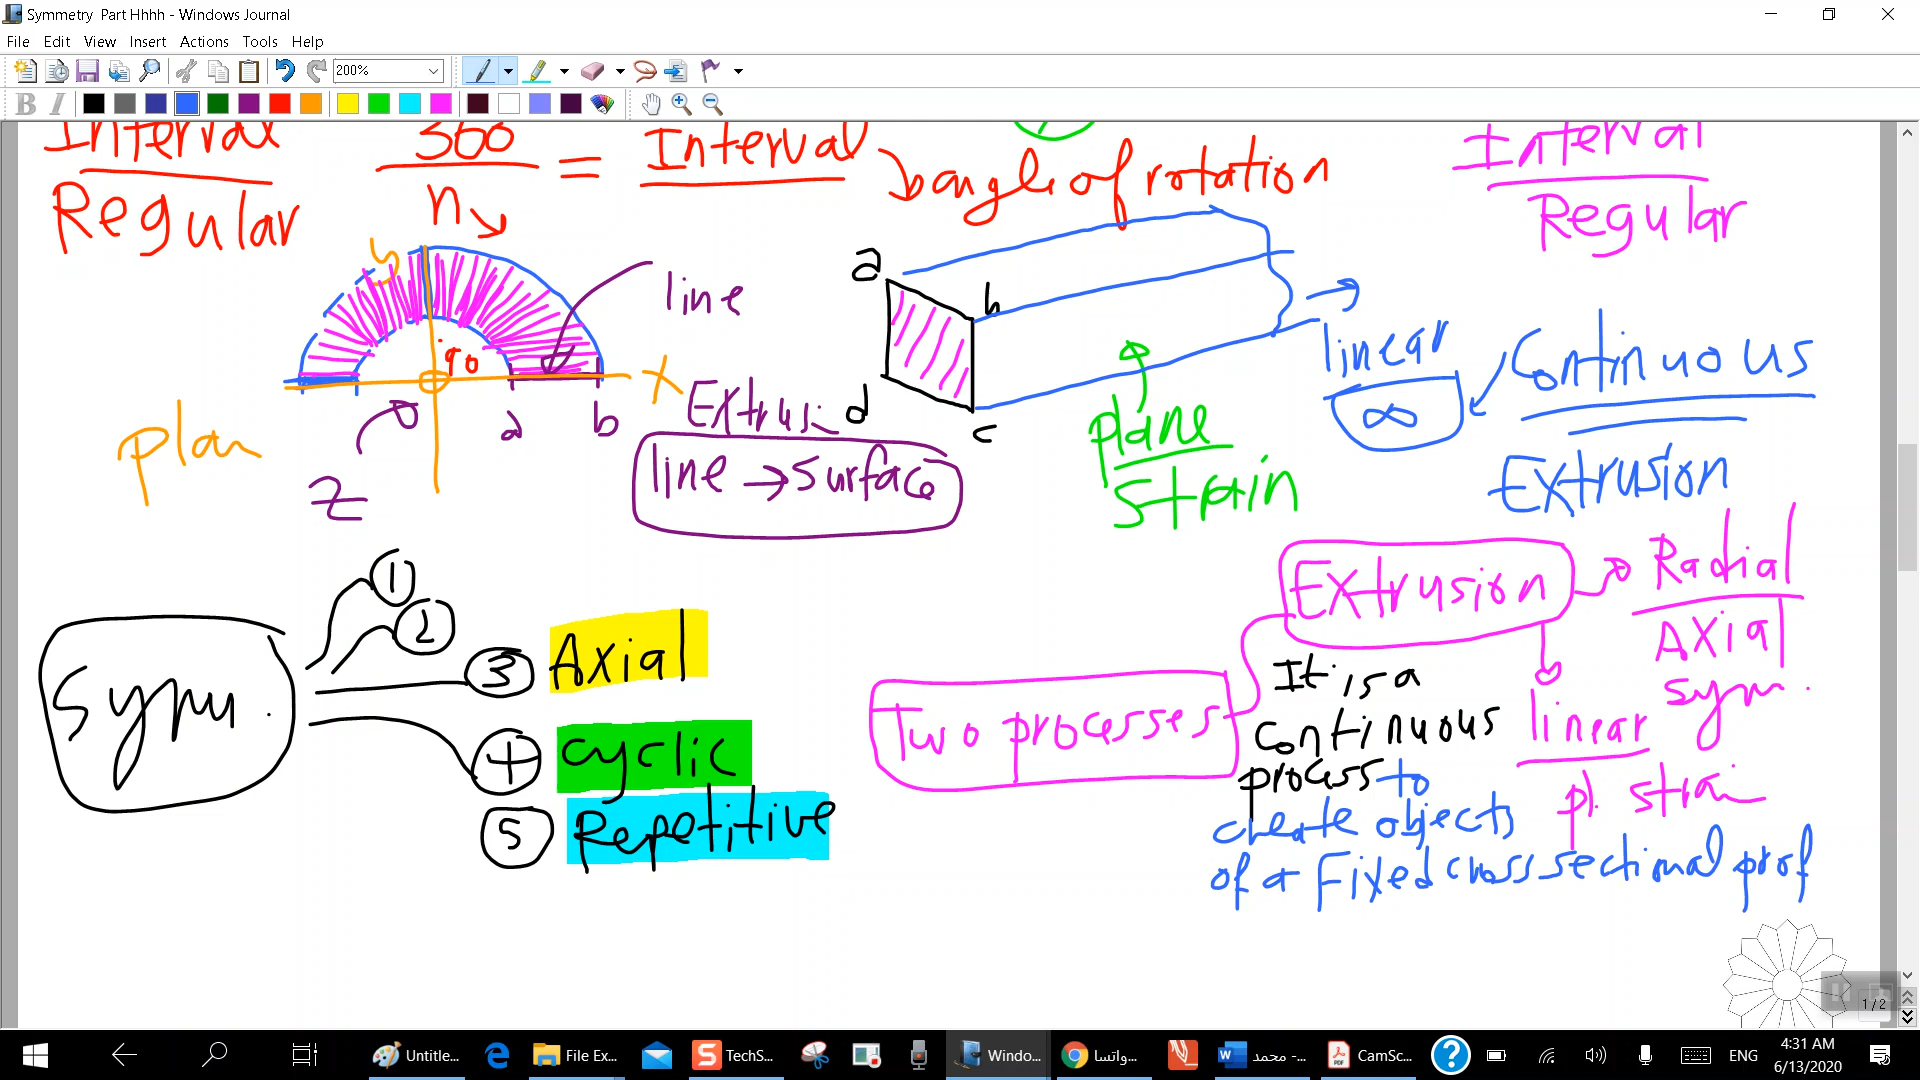 Symmetry Part Hhhh - Windows Journal
File Edit View Insert Actions Tools Help
200%
B I
Interval
Regular
360
n
= Interval
angle of rotation
Interval
Regular
y
90
x
z
a b
plan
line
Extrusi
line → surface
a b
d c
plane
strain
linear
∞
Continuous
Extrusion
Sym.
1
2
3 Axial
4 cyclic
5 Repetitive
Two processes
Extrusion
Radial
Axial
sym.
linear
pl. strain
It is a
continuous
process to
create objects
of a Fixed cross sectional prof
1/2
Untitle...
File Ex...
TechS...
Windo...
واتسا...
محمد -...
CamSc...
ENG
4:31 AM
6/13/2020